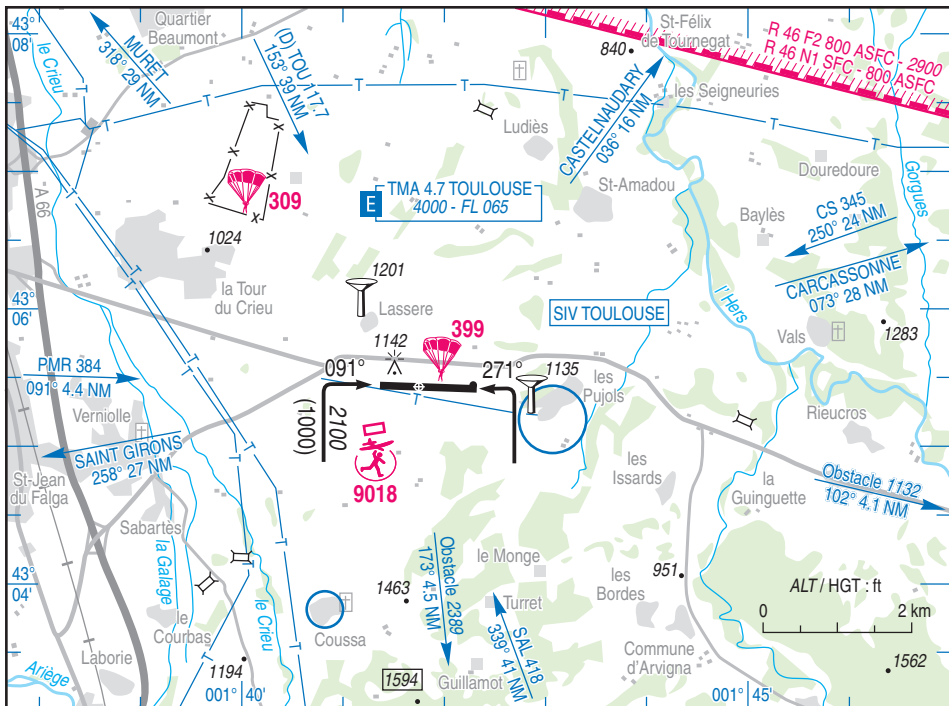 43°
08'
Quartier
Beaumont
le Crieu
MURET
318° 29 NM
(D) TOU 117.7
153° 39 NM
840
St-Félix
de Tournegat
R 46 F2 800 ASFC - 2900
R 46 N1 SFC - 800 ASFC
les Seigneuries
CASTELNAUDARY
036° 16 NM
Ludiès
Douredoure
Gorgues
A 66
309
E
TMA 4.7 TOULOUSE
4000 - FL 065
St-Amadou
Baylès
CS 345
250° 24 NM
CARCASSONNE
073° 28 NM
1024
la Tour
du Crieu
1201
Lassere
43°
06'
SIV TOULOUSE
l'Hers
Vals
1283
399
1142
091°
271°
1135
les
Pujols
PMR 384
091° 4.4 NM
Verniolle
2100
(1000)
Rieucros
SAINT GIRONS
258° 27 NM
9018
St-Jean
du Falga
les
Issards
la
Guinguette
Obstacle 1132
102° 4.1 NM
Sabartès
la Galage
Obstacle 2389
173° 4.5 NM
le Monge
43°
04'
1463
Turret
les
Bordes
951
ALT / HGT : ft
0
2 km
le
Courbas
le Crieu
Coussa
SAL 418
339° 41 NM
Commune
d'Arvigna
Laborie
1194
1594
Guillamot
1562
Ariège
001° 40'
001° 45'
T
T
T
T
T
T
T
T
T
T
T